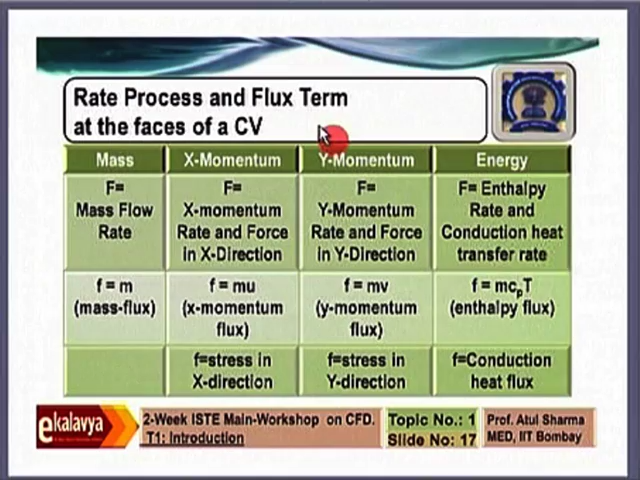 Rate Process and Flux Term
at the faces of a CV
Mass X-Momentum Y-Momentum Energy
F=
Mass Flow
Rate
F=
X-momentum
Rate and Force
in X-Direction
F=
Y-Momentum
Rate and Force
in Y-Direction
F= Enthalpy
Rate and
Conduction heat
transfer rate
f = m
(mass-flux)
f = mu
(x-momentum
flux)
f = mv
(y-momentum
flux)
f = mcpT
(enthalpy flux)
f=stress in
X-direction
f=stress in
Y-direction
f=Conduction
heat flux
ekalavya
2-Week ISTE Main-Workshop on CFD.
T1: Introduction
Topic No.: 1
Slide No: 17
Prof. Atul Sharma
MED, IIT Bombay